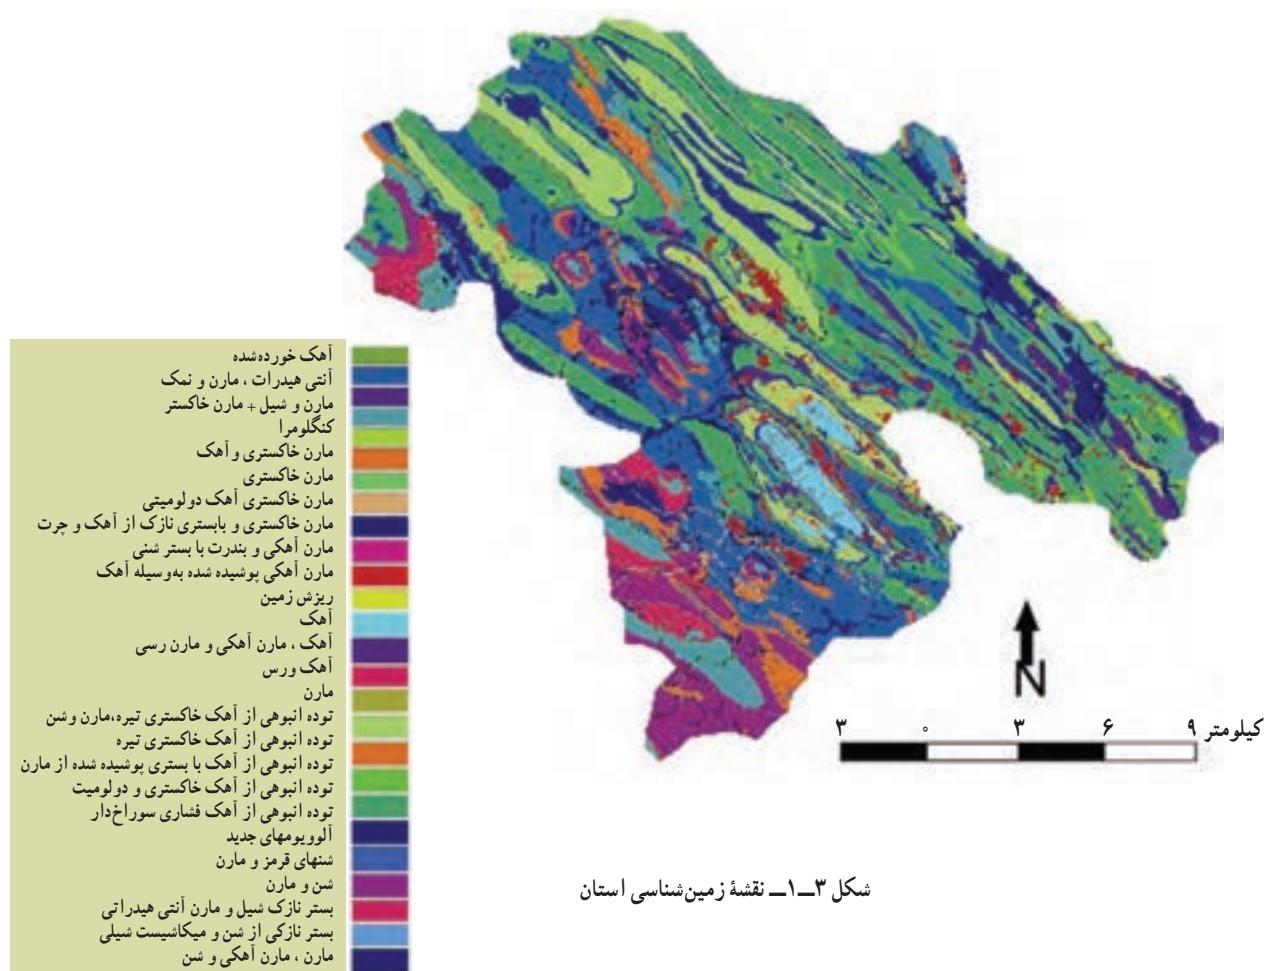 آهک خورده‌شده
آنتی هیدرات ، مارن و نمک
مارن و شیل + مارن خاکستر
کنگلومرا
مارن خاکستری و آهک
مارن خاکستری
مارن خاکستری آهک دولومیتی
مارن خاکستری و بابستری نازک از آهک و چرت
مارن آهکی و بندرت با بستر شنی
مارن آهکی پوشیده شده به‌وسیله آهک
ریزش زمین
آهک
آهک ، مارن آهکی و مارن رسی
آهک ورس
مارن
توده انبوهی از آهک خاکستری تیره،مارن وشن
توده انبوهی از آهک خاکستری تیره
توده انبوهی از آهک با بستری پوشیده شده از مارن
توده انبوهی از آهک خاکستری و دولومیت
توده انبوهی از آهک فشاری سوراخ‌دار
آلوویومهای جدید
شنهای قرمز و مارن
شن و مارن
بستر نازک شیل و مارن آنتی هیدراتی
بستر نازکی از شن و میکاشیست شیلی
مارن ، مارن آهکی و شن
N
۳ ۰ ۳ ۶ ۹ کیلومتر
شکل ۳ــ۱ــ نقشهٔ زمین‌شناسی استان